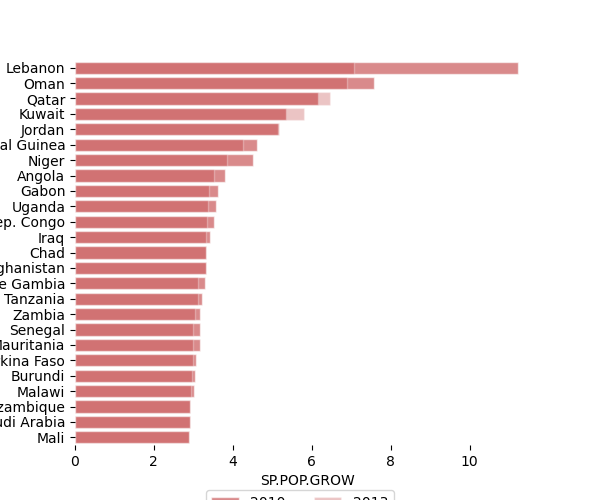 Lebanon
Oman
Qatar
Kuwait
Jordan
al Guinea
Niger
Angola
Gabon
Uganda
ep. Congo
Iraq
Chad
ghanistan
e Gambia
Tanzania
Zambia
Senegal
Mauritania
kina Faso
Burundi
Malawi
zambique
udi Arabia
Mali
0 2 4 6 8 10
SP.POP.GROW